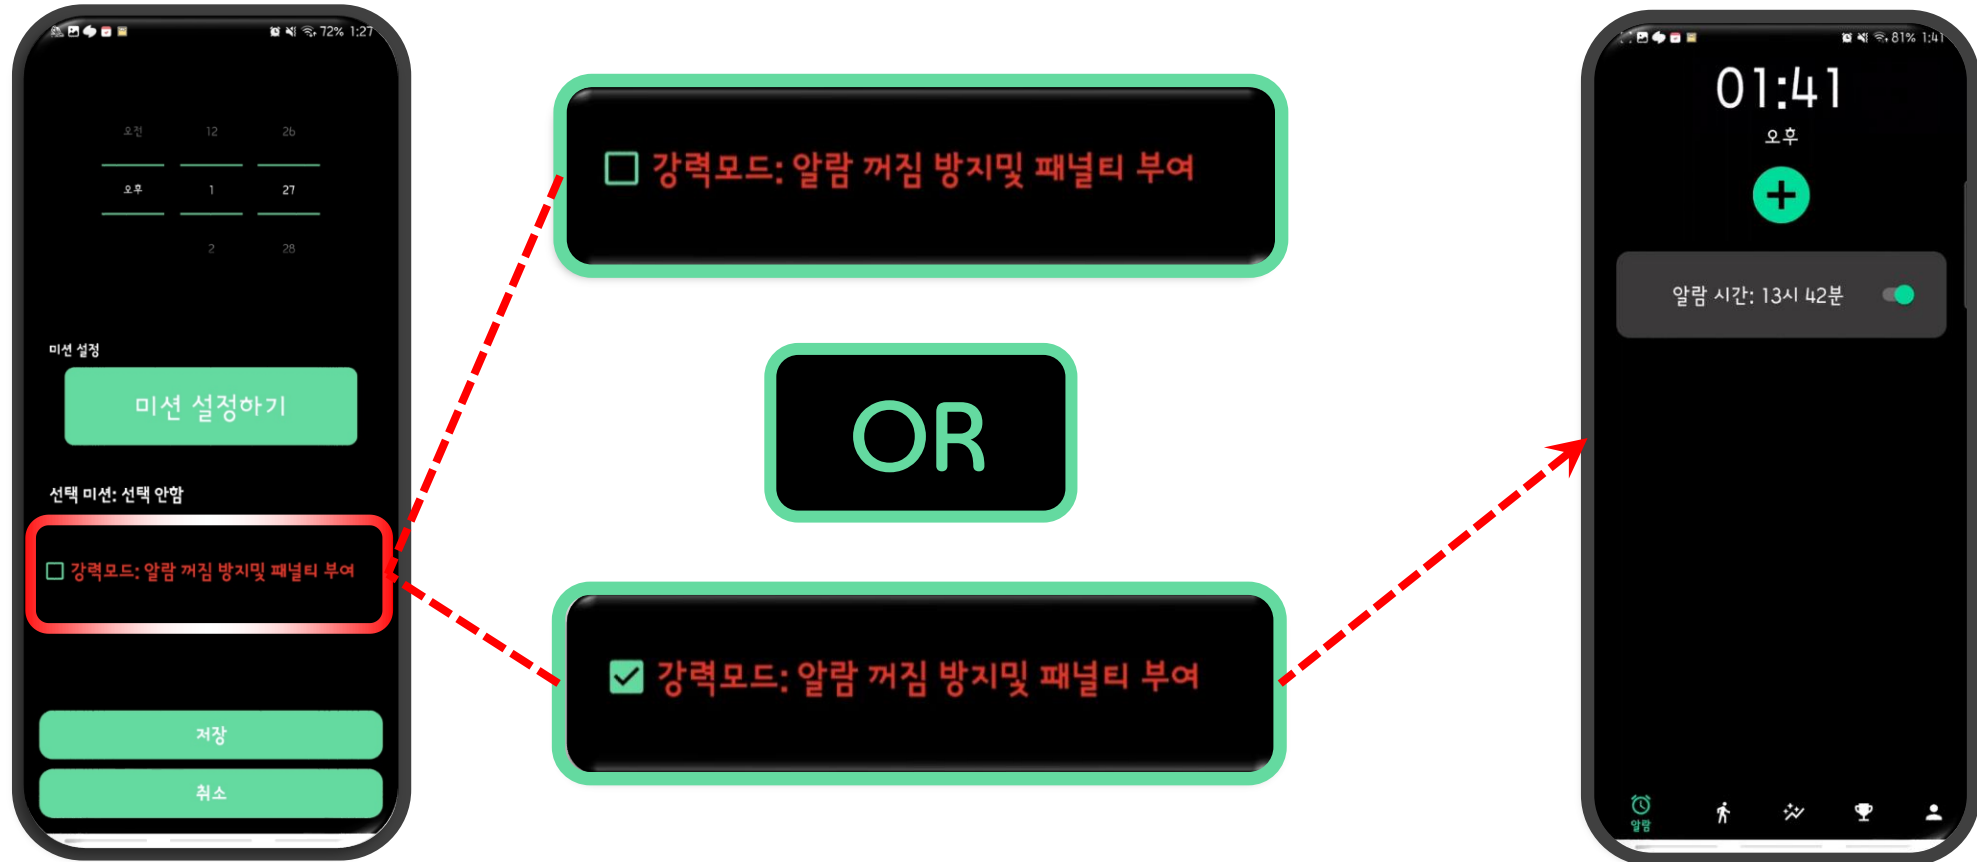 72% 1:27
오전 12 26
오후 1 27
2 28
미션 설정
미션 설정하기
선택 미션: 선택 안함
강력모드: 알람 꺼짐 방지및 패널티 부여
저장
취소
강력모드: 알람 꺼짐 방지및 패널티 부여
OR
강력모드: 알람 꺼짐 방지및 패널티 부여
81% 1:41
01:41
오후
알람 시간: 13시 42분
알람